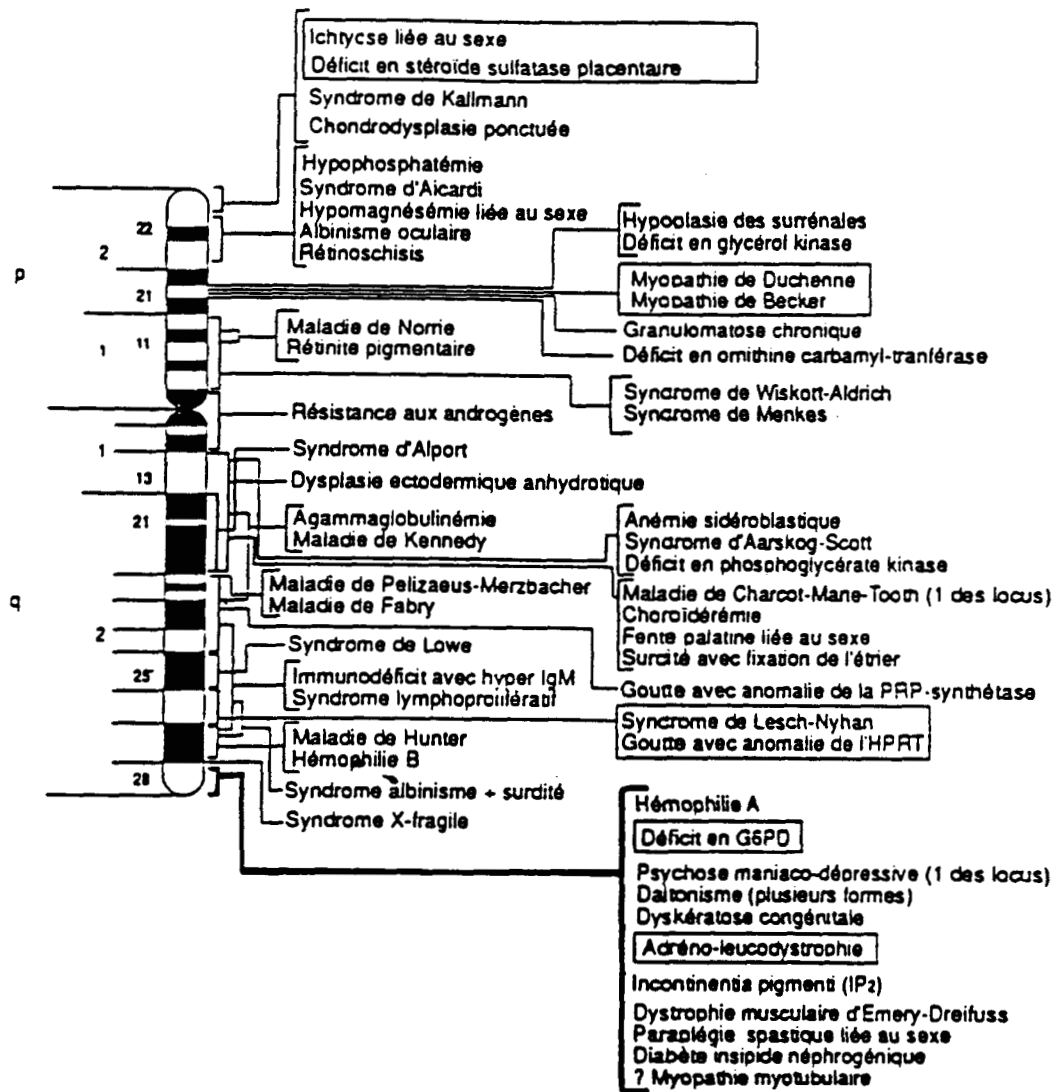 Ichtycse liée au sexe
Déficit en stéroïde sulfatase placentaire
Syndrome de Kallmann
Chondrodysplasie ponctuée
Hypophosphatémie
Syndrome d'Aicardi
Hypomagnésémie liée au sexe
Albinisme oculaire
Rétinoschisis
Hypoplasie des surrénales
Déficit en glycérol kinase
Myopathie de Duchenne
Myopathie de Becker
Granulomatose chronique
Déficit en ornithine carbamyl-tranférase
Maladie de Norrie
Rétinite pigmentaire
Syndrome de Wiskott-Aldrich
Syndrome de Menkes
Résistance aux androgènes
Syndrome d'Alport
Dysplasie ectodermique anhydrotique
Agammaglobulinémie
Maladie de Kennedy
Anémie sidéroblastique
Syndrome d'Aarskog-Scott
Déficit en phosphoglycérate kinase
Maladie de Charcot-Marie-Tooth (1 des locus)
Choroïdérémie
Fente palatine liée au sexe
Surcité avec fixation de l'étrier
Maladie de Pelizaeus-Merzbacher
Maladie de Fabry
Goutte avec anomalie de la PRP-synthétase
Syndrome de Lowe
Immunodéficit avec hyper IgM
Syndrome lymphoprolilératif
Syndrome de Lesch-Nyhan
Goutte avec anomalie de l'HPRT
Maladie de Hunter
Hémophilie B
Syndrome albinisme + surdité
Syndrome X-fragile
Hémophilie A
Déficit en G6PD
Psychose maniaco-dépressive (1 des locus)
Daltonisme (plusieurs formes)
Dyskératose congénitale
Adréno-leucodystrophie
Incontinentia pigmenti (IP2)
Dystrophie musculaire d'Emery-Dreifuss
Paraplégie spastique liée au sexe
Diabète insipide néphrogénique
? Myopathie myotubulaire
p
2
22
21
1
11
q
1
13
21
2
25
28